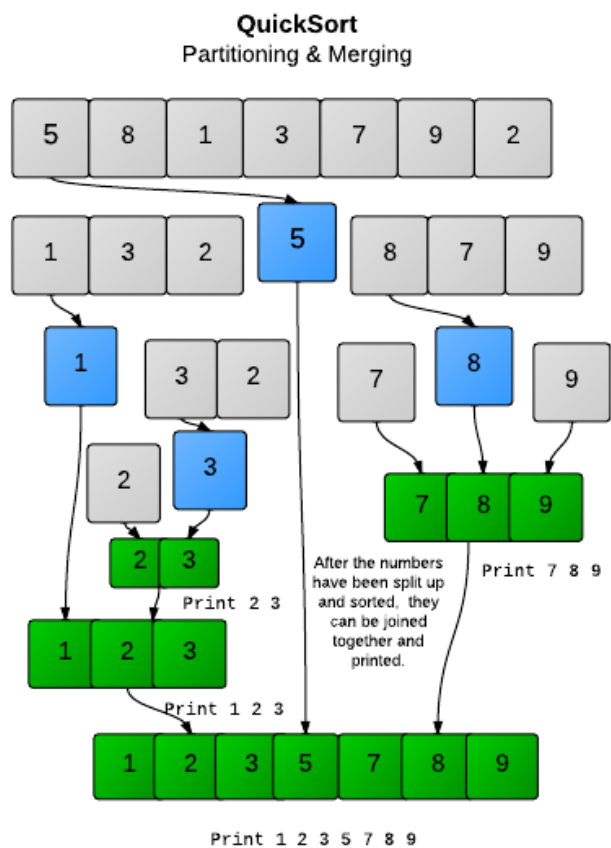 QuickSort
Partitioning & Merging
5 8 1 3 7 9 2
5
1 3 2
8 7 9
1
3 2
7
8
9
2
3
7 8 9
2 3
After the numbers
have been split up
and sorted, they
can be joined
together and
printed.
Print 7 8 9
Print 2 3
1 2 3
Print 1 2 3
1 2 3 5 7 8 9
Print 1 2 3 5 7 8 9